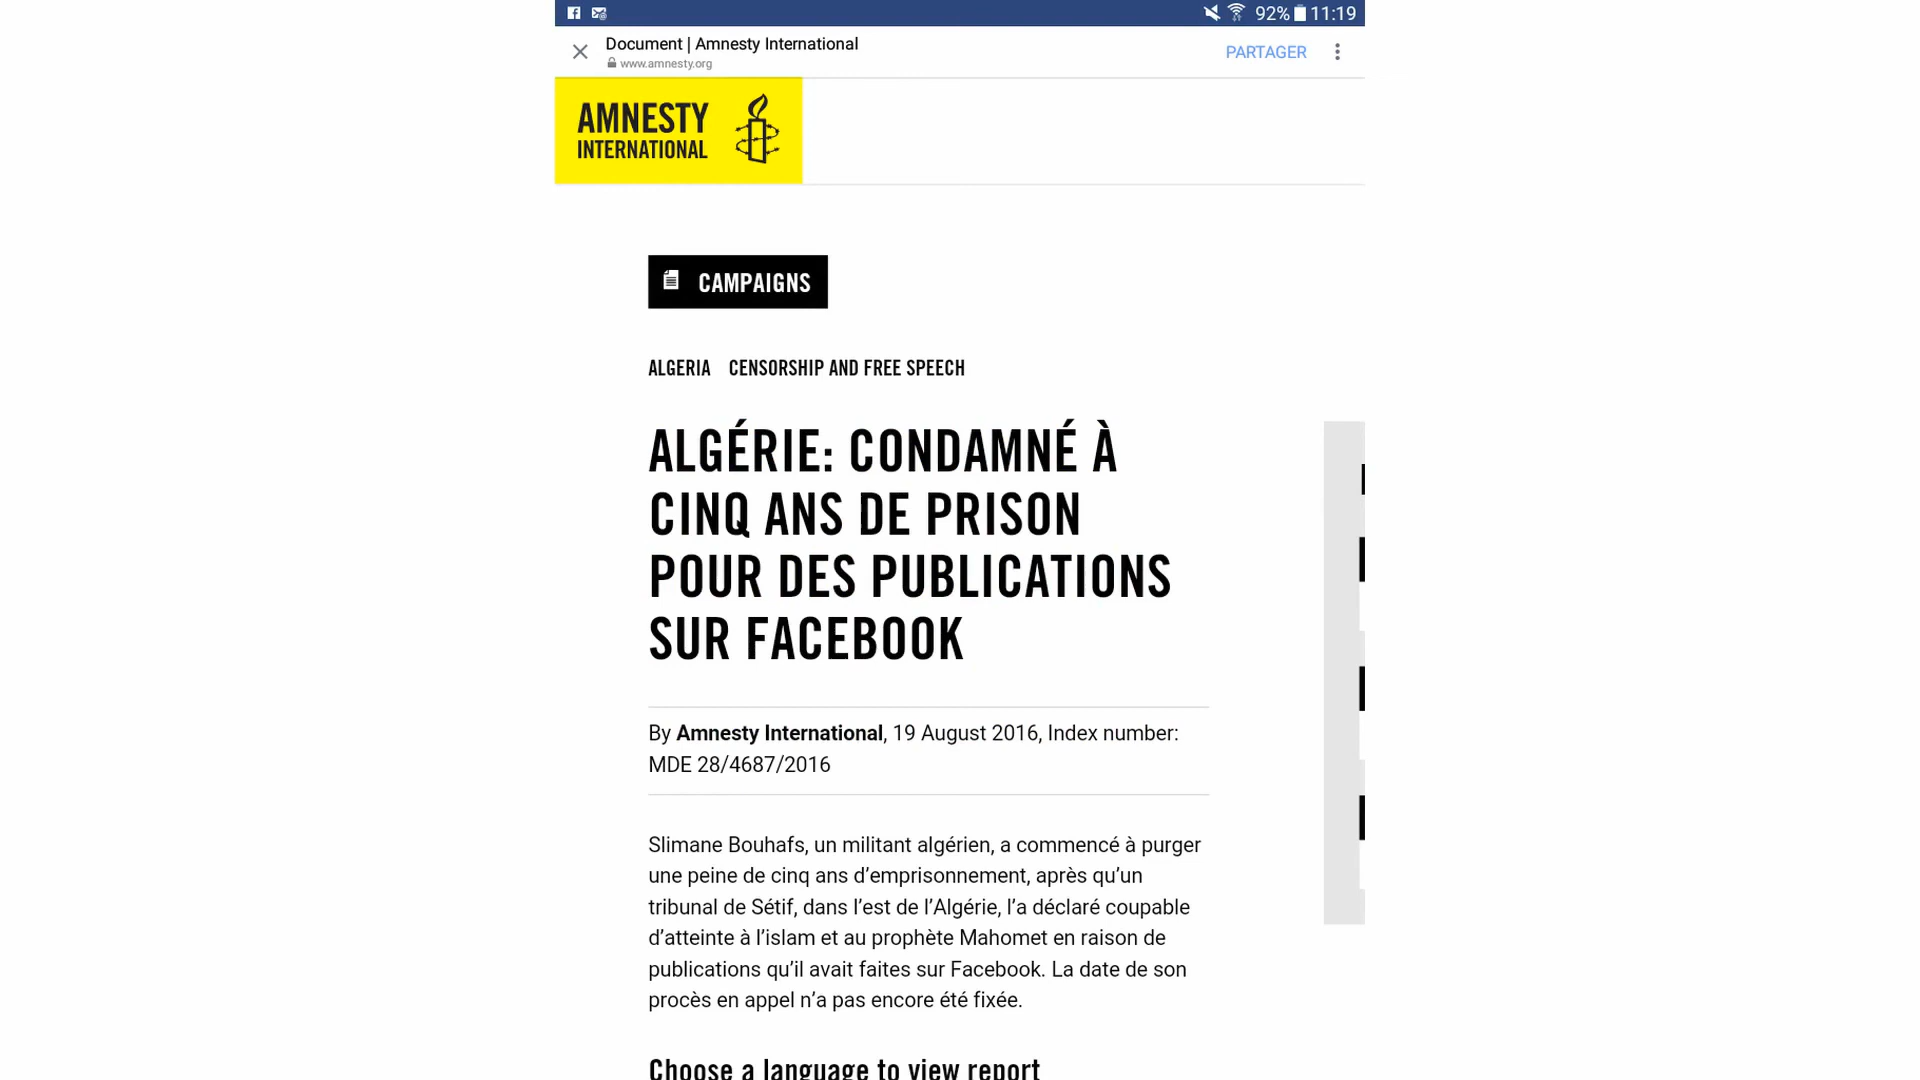 92% 11:19
Document | Amnesty International
www.amnesty.org
PARTAGER
AMNESTY
INTERNATIONAL
CAMPAIGNS
ALGERIA CENSORSHIP AND FREE SPEECH
ALGÉRIE: CONDAMNÉ À
CINQ ANS DE PRISON
POUR DES PUBLICATIONS
SUR FACEBOOK
By Amnesty International, 19 August 2016, Index number:
MDE 28/4687/2016
Slimane Bouhafs, un militant algérien, a commencé à purger
une peine de cinq ans d’emprisonnement, après qu’un
tribunal de Sétif, dans l’est de l’Algérie, l’a déclaré coupable
d’atteinte à l’islam et au prophète Mahomet en raison de
publications qu’il avait faites sur Facebook. La date de son
procès en appel n’a pas encore été fixée.
Choose a language to view report